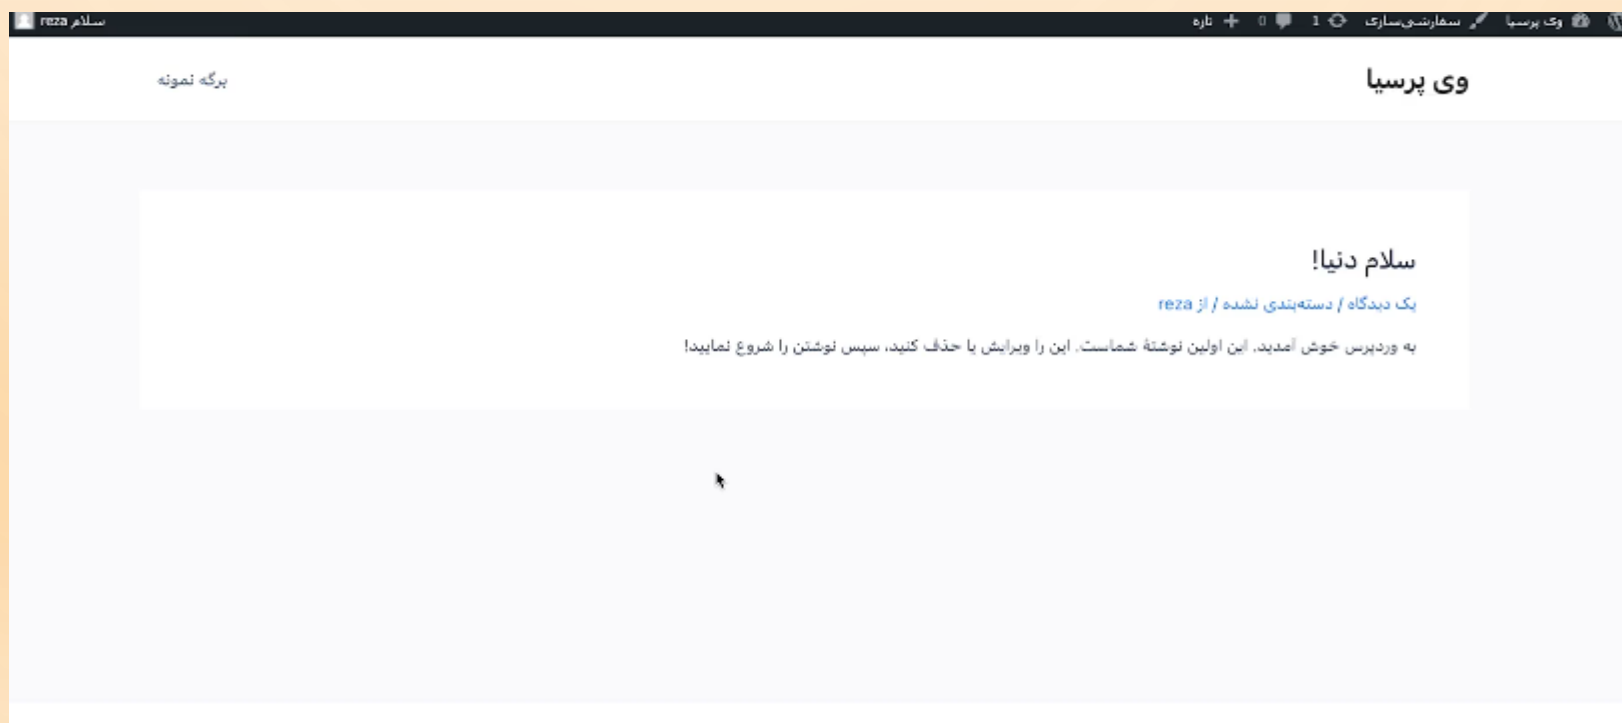 وی پرسیا سفارشی‌سازی 1 0 تازه سلام reza
وی پرسیا برگه نمونه
سلام دنیا!
یک دیدگاه / دسته‌بندی نشده / از reza
به وردپرس خوش آمدید. این اولین نوشتهٔ شماست. این را ویرایش یا حذف کنید، سپس نوشتن را شروع نمایید!